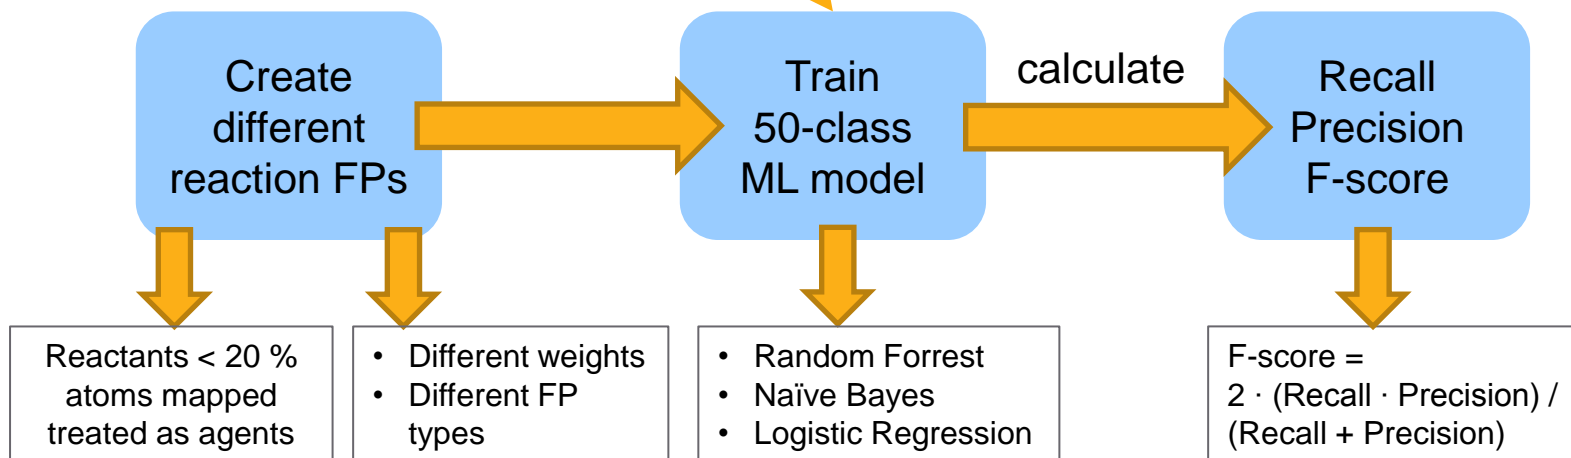 Create
different
reaction FPs
Train
50-class
ML model
calculate
Recall
Precision
F-score
Reactants < 20 %
atoms mapped
treated as agents
• Different weights
• Different FP
types
• Random Forrest
• Naïve Bayes
• Logistic Regression
F-score =
2 · (Recall · Precision) /
(Recall + Precision)